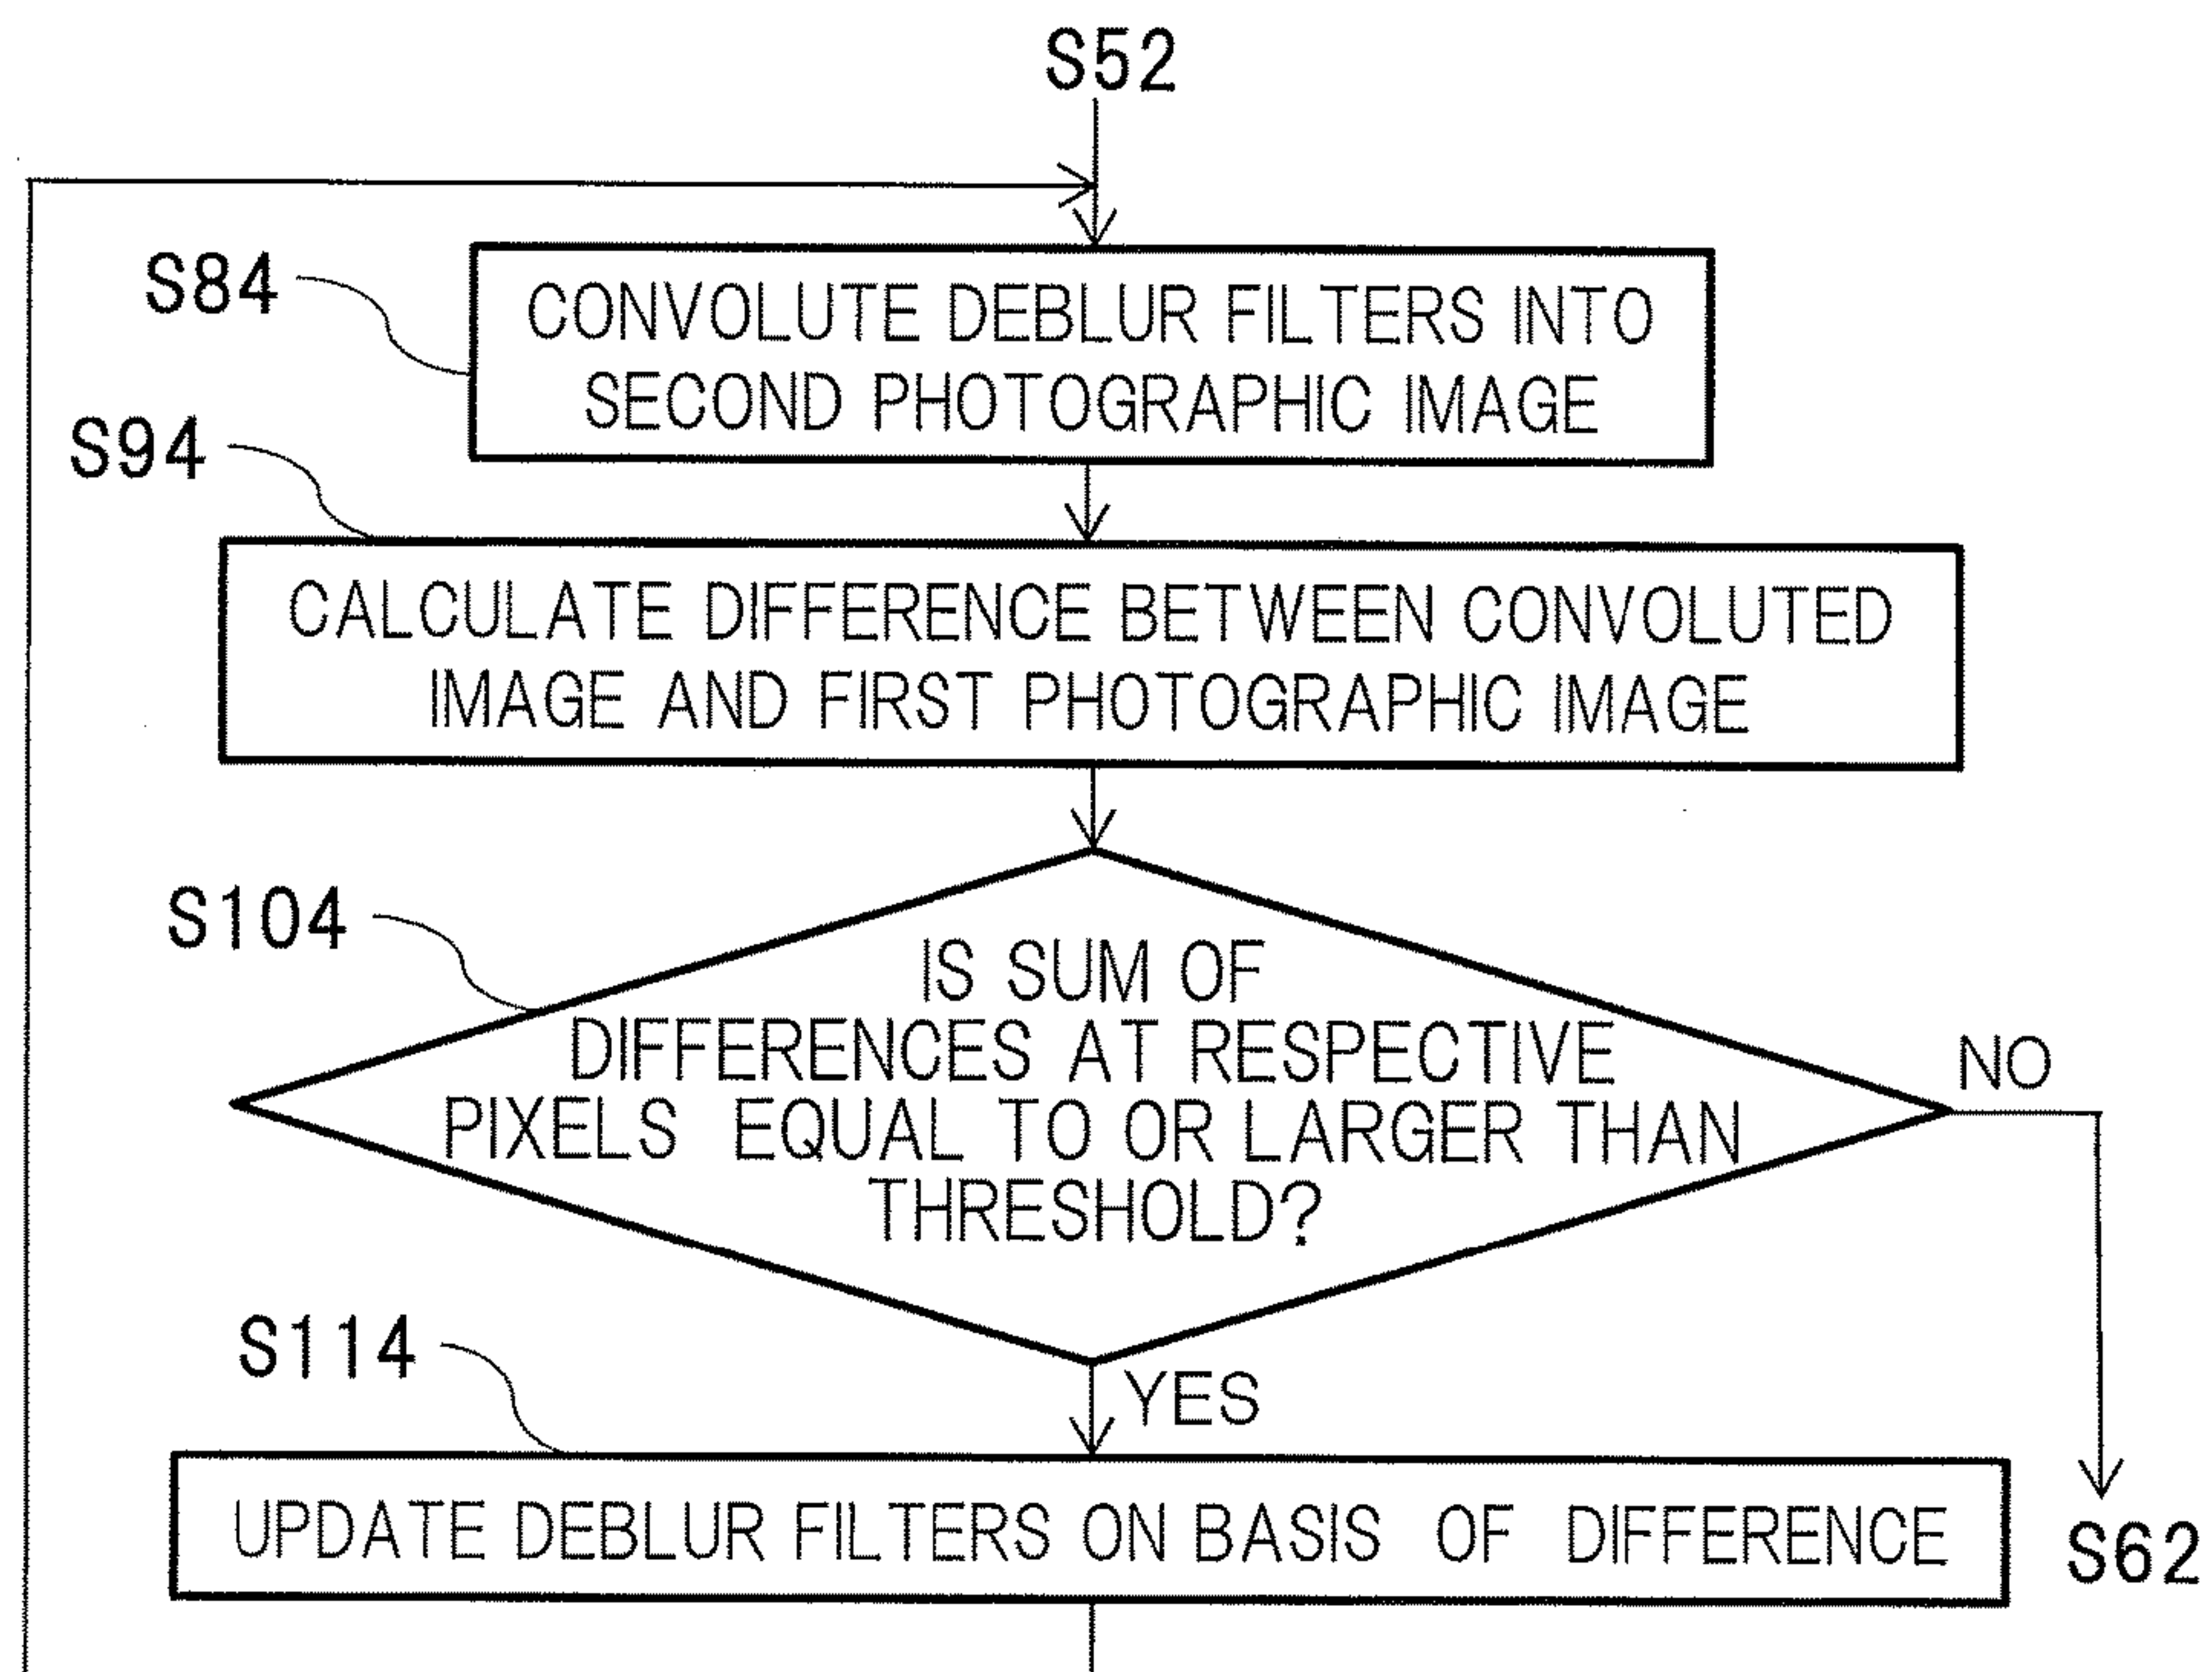 S52
S84
CONVOLUTE DEBLUR FILTERS INTO
SECOND PHOTOGRAPHIC IMAGE
S94
CALCULATE DIFFERENCE BETWEEN CONVOLUTED
IMAGE AND FIRST PHOTOGRAPHIC IMAGE
S104
IS SUM OF
DIFFERENCES AT RESPECTIVE
PIXELS EQUAL TO OR LARGER THAN
THRESHOLD?
NO
S114
YES
UPDATE DEBLUR FILTERS ON BASIS OF DIFFERENCE
S62